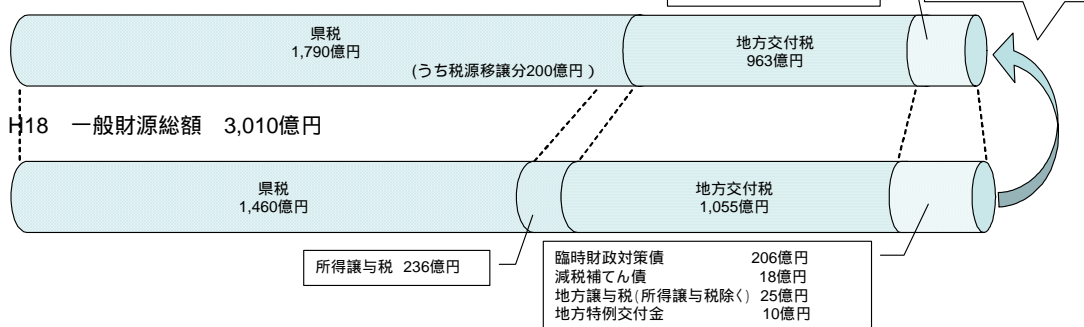 県税
1,790億円
(うち税源移譲分200億円 )
地方交付税
963億円
H18 一般財源総額 3,010億円
県税
1,460億円
地方交付税
1,055億円
所得譲与税 236億円
臨時財政対策債 206億円
減税補てん債 18億円
地方譲与税(所得譲与税除く) 25億円
地方特例交付金 10億円